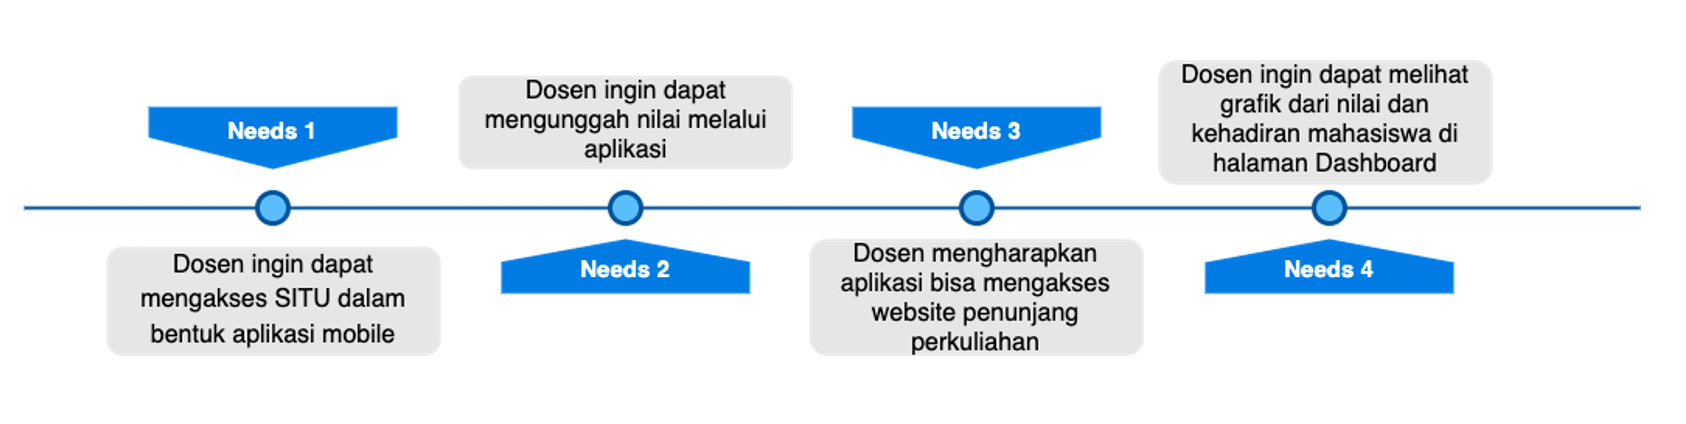 Needs 1
Dosen ingin dapat
mengakses SITU dalam
bentuk aplikasi mobile
Dosen ingin dapat
mengunggah nilai melalui
aplikasi
Needs 2
Needs 3
Dosen mengharapkan
aplikasi bisa mengakses
website penunjang
perkuliahan
Dosen ingin dapat melihat
grafik dari nilai dan
kehadiran mahasiswa di
halaman Dashboard
Needs 4